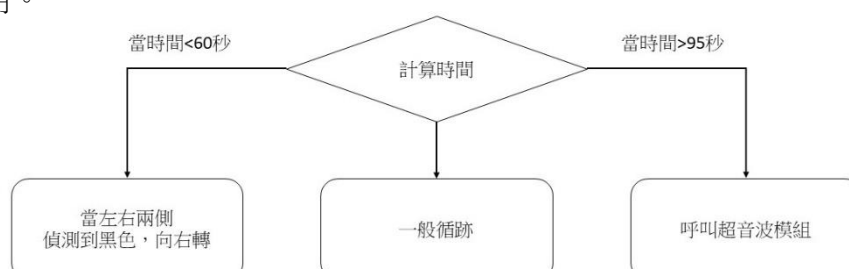 。
當時間<60秒
當時間>95秒
計算時間
當左右兩側
偵測到黑色，向右轉
一般循跡
呼叫超音波模組